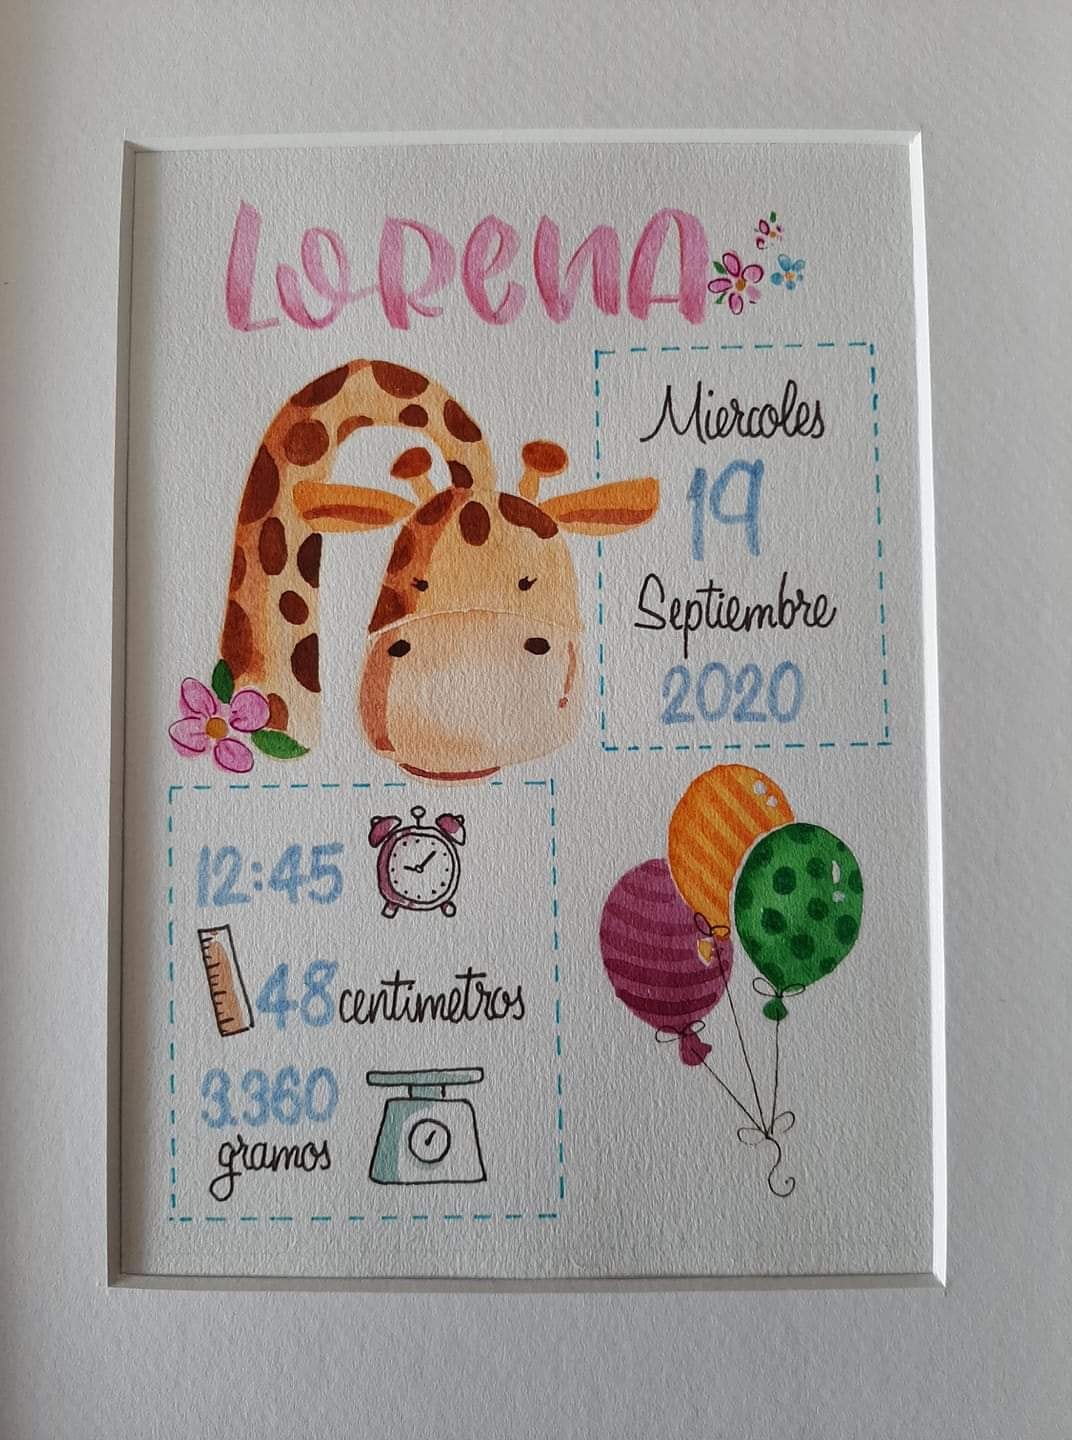 LORENA
Miercoles
19
Septiembre
2020
12:45
48 centimetros
3.360
gramos